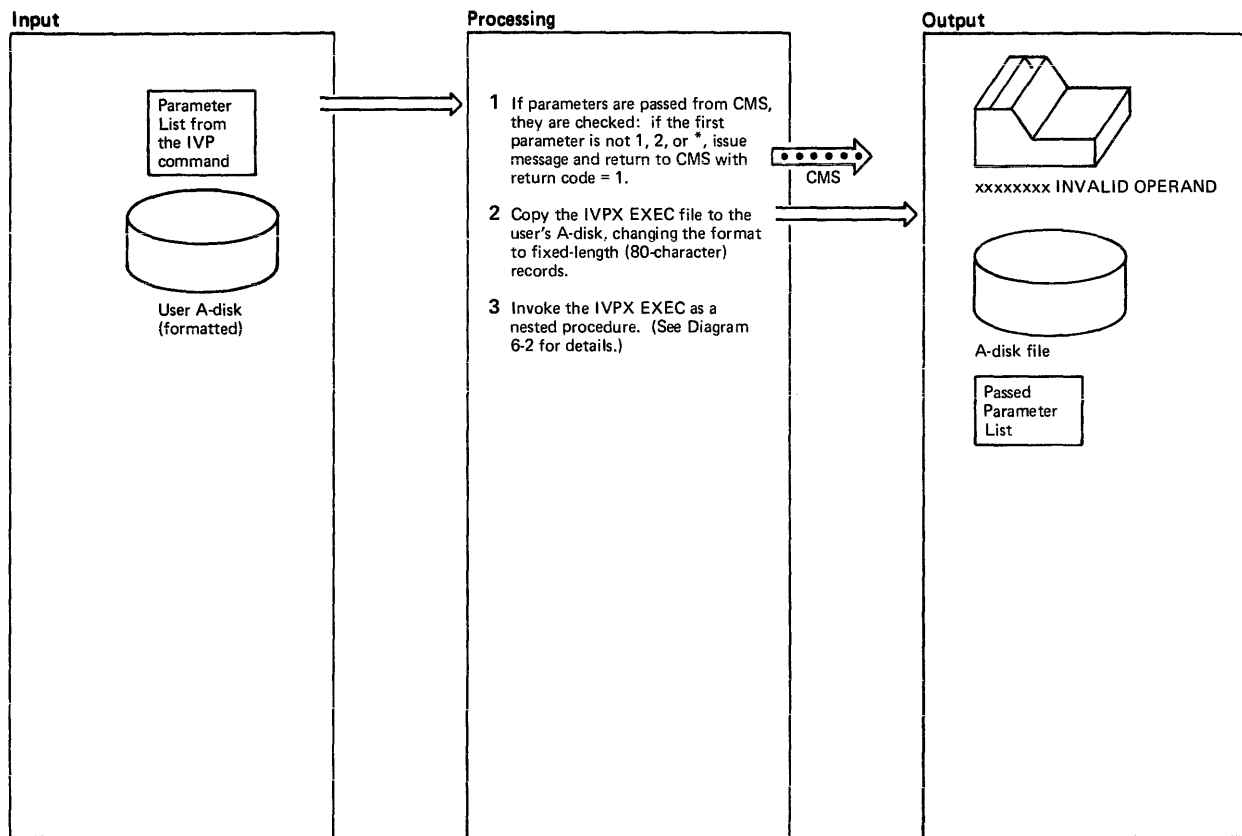 Input
Parameter
List from
the IVP
command
User A-disk
(formatted)
Processing
1 If parameters are passed from CMS,
they are checked: if the first
parameter is not 1, 2, or *, issue
message and return to CMS with
return code = 1.
CMS
2 Copy the IVPX EXEC file to the
user's A-disk, changing the format
to fixed-length (80-character)
records.
3 Invoke the IVPX EXEC as a
nested procedure. (See Diagram
6-2 for details.)
Output
xxxxxxxx INVALID OPERAND
A-disk file
Passed
Parameter
List